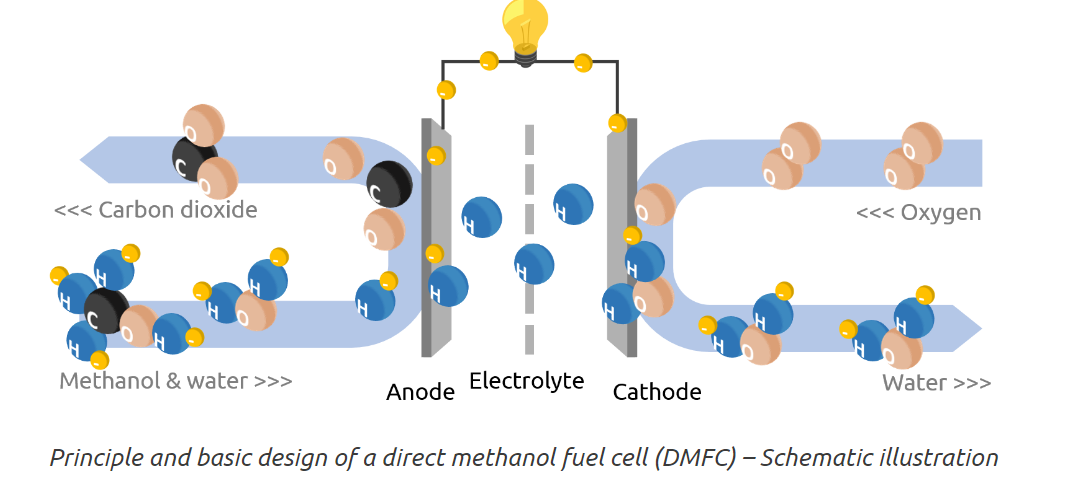 <<< Carbon dioxide
<<< Oxygen
Methanol & water >>>
Anode
Electrolyte
Cathode
Water >>>
O
C
O
O
C
O
H
H
C
H
O
H
H
H
O
H
H
H
H
H
O
H
H
O
O
O
O
O
H
H
O
H
H
O
Principle and basic design of a direct methanol fuel cell (DMFC) – Schematic illustration